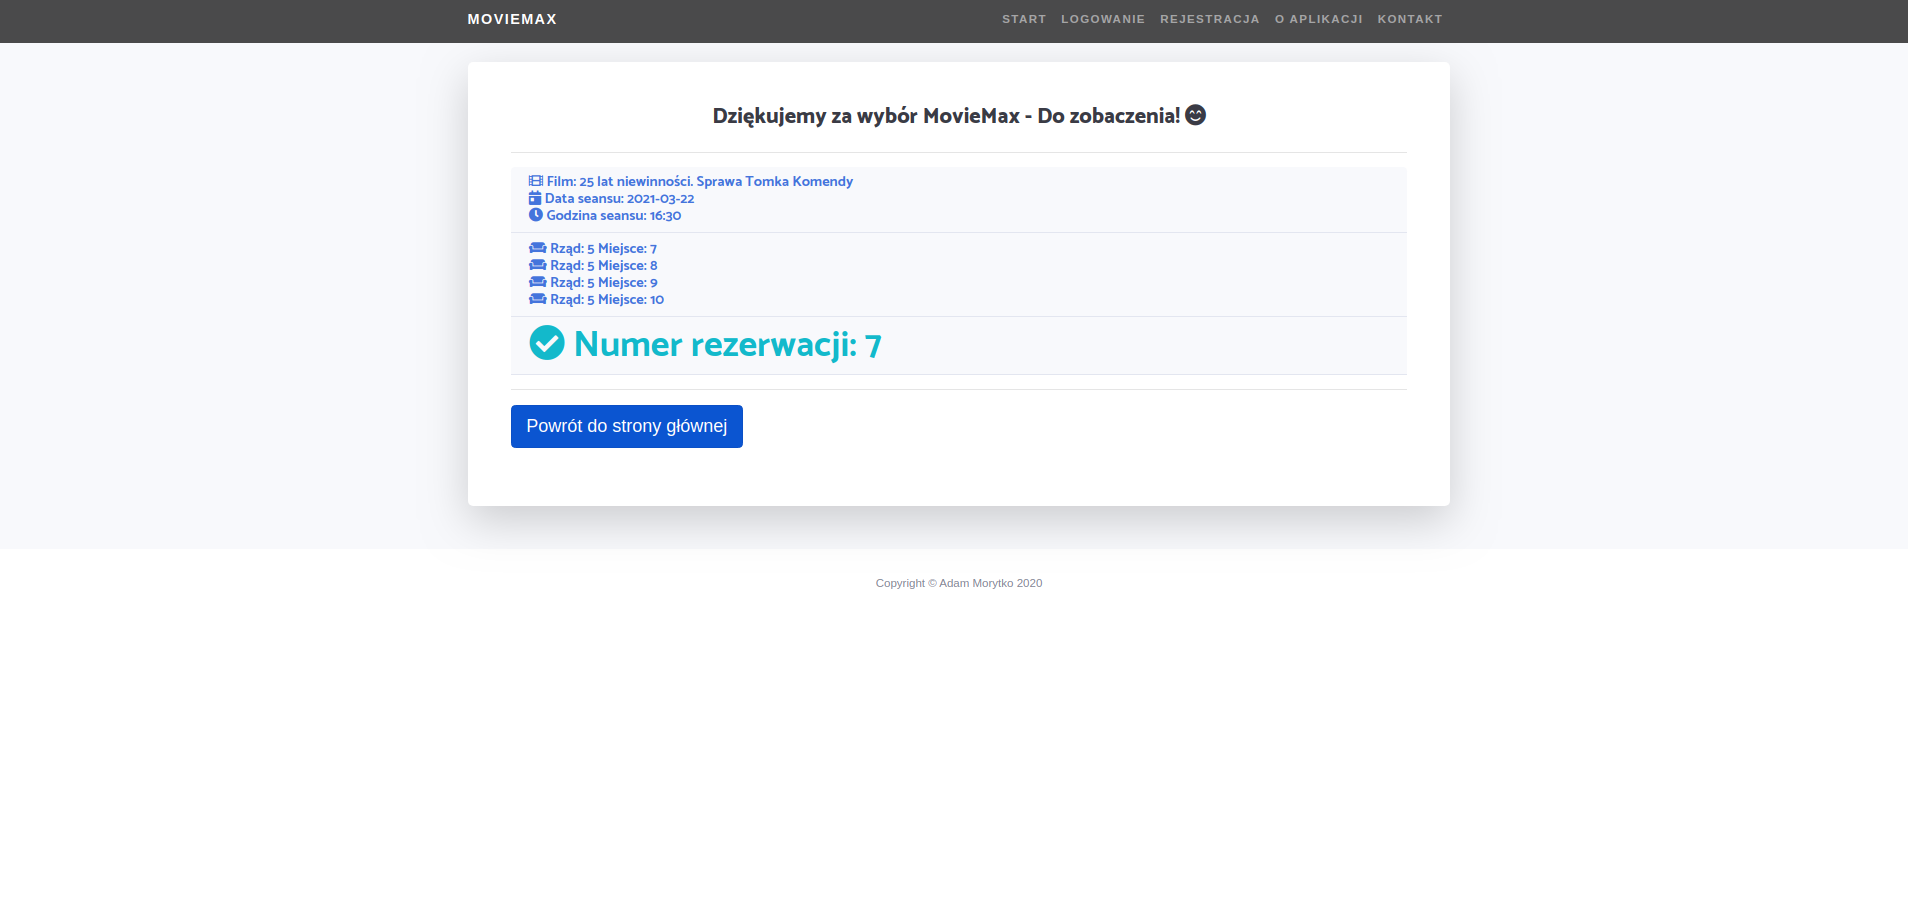 MOVIEMAX
START LOGOWANIE REJESTRACJA O APLIKACJI KONTAKT
Dziękujemy za wybór MovieMax - Do zobaczenia!
Film: 25 lat niewinności. Sprawa Tomka Komendy
Data seansu: 2021-03-22
Godzina seansu: 16:30
Rząd: 5 Miejsce: 7
Rząd: 5 Miejsce: 8
Rząd: 5 Miejsce: 9
Rząd: 5 Miejsce: 10
Numer rezerwacji: 7
Powrót do strony głównej
Copyright © Adam Morytko 2020